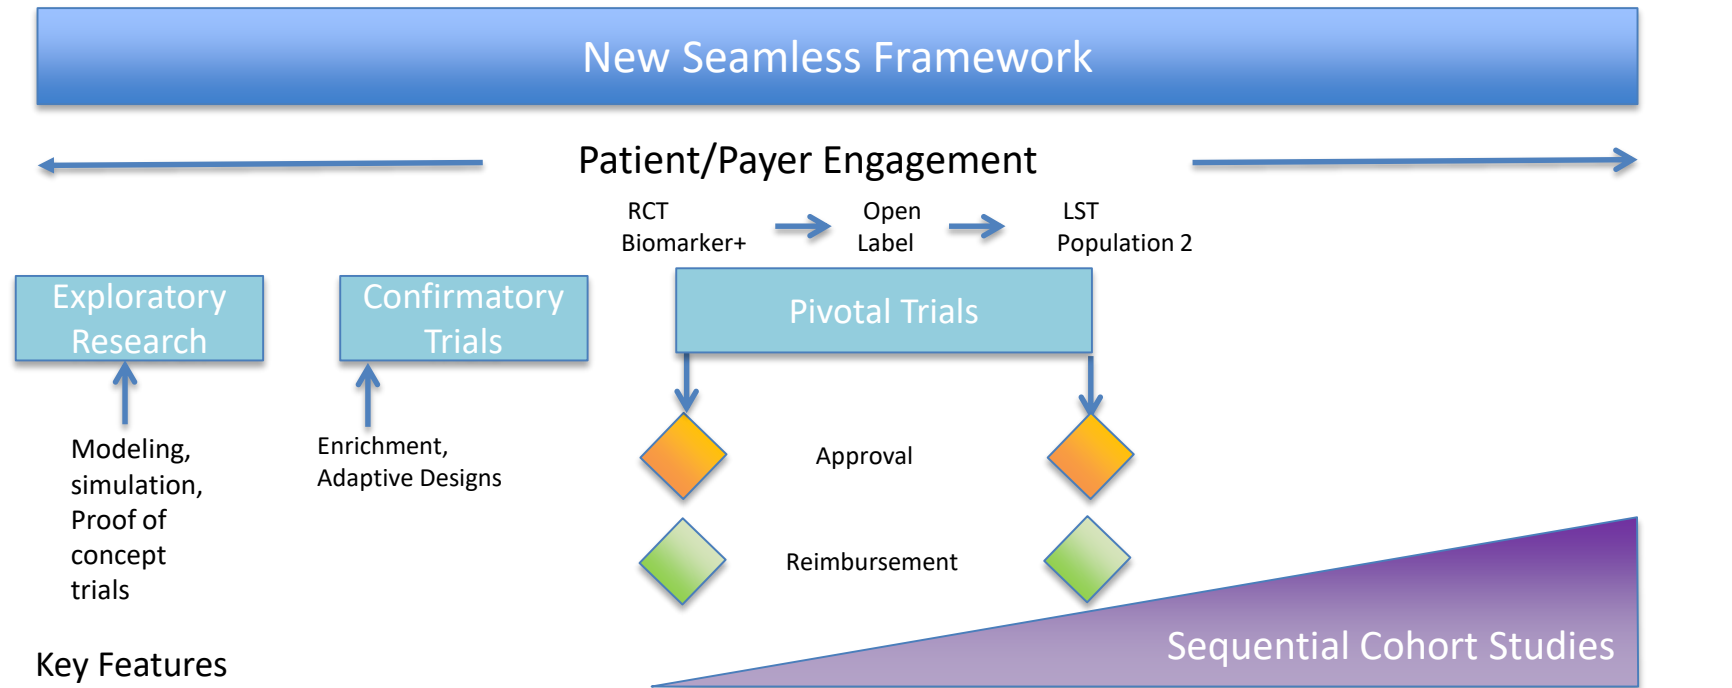 New Seamless Framework
Patient/Payer Engagement
RCT
Biomarker+
Open
Label
LST
Population 2
Exploratory
Research
Confirmatory
Trials
Pivotal Trials
Modeling,
simulation,
Proof of
concept
trials
Enrichment,
Adaptive Designs
Approval
Reimbursement
Sequential Cohort Studies
Key Features